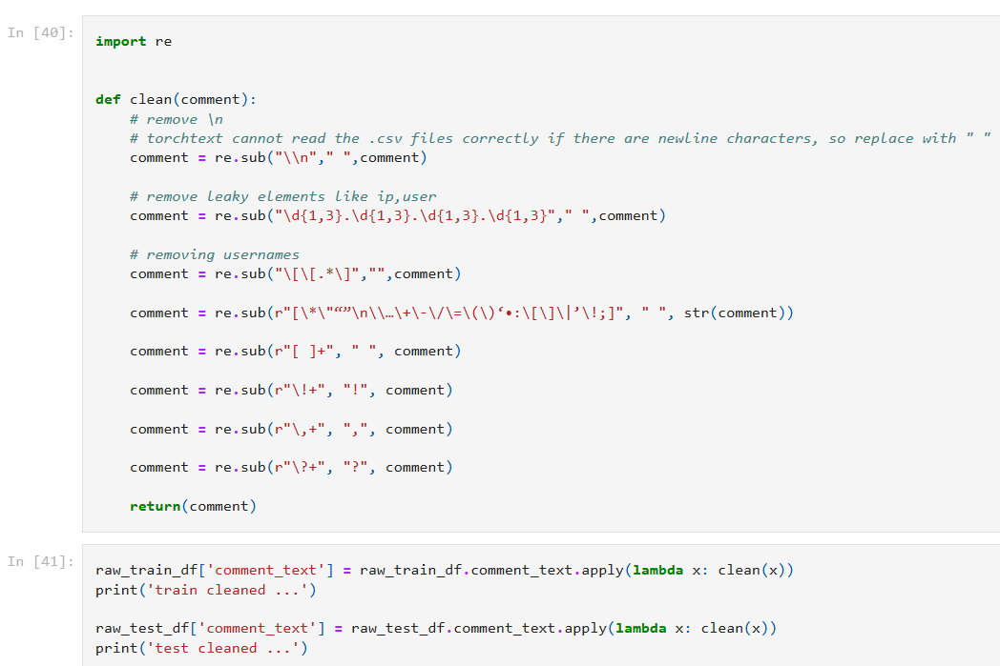 In [40]:
import re
def clean(comment):
# remove \n
# torchtext cannot read the .csv files correctly if there are newline characters, so replace with " "
comment = re.sub("\\n"," ",comment)
# remove leaky elements like ip,user
comment = re.sub("\d{1,3}.\d{1,3}.\d{1,3}.\d{1,3}"," ",comment)
# removing usernames
comment = re.sub("\[\[.*\]","",comment)
comment = re.sub(r"[\*\"“”\n\\…\+\-\/\=\(\)‘•:\[\]\|’\!;]", " ", str(comment))
comment = re.sub(r"[ ]+", " ", comment)
comment = re.sub(r"\!+", "!", comment)
comment = re.sub(r"\,+", ",", comment)
comment = re.sub(r"\?+", "?", comment)
return(comment)
In [41]:
raw_train_df['comment_text'] = raw_train_df.comment_text.apply(lambda x: clean(x))
print('train cleaned ...')
raw_test_df['comment_text'] = raw_test_df.comment_text.apply(lambda x: clean(x))
print('test cleaned ...')